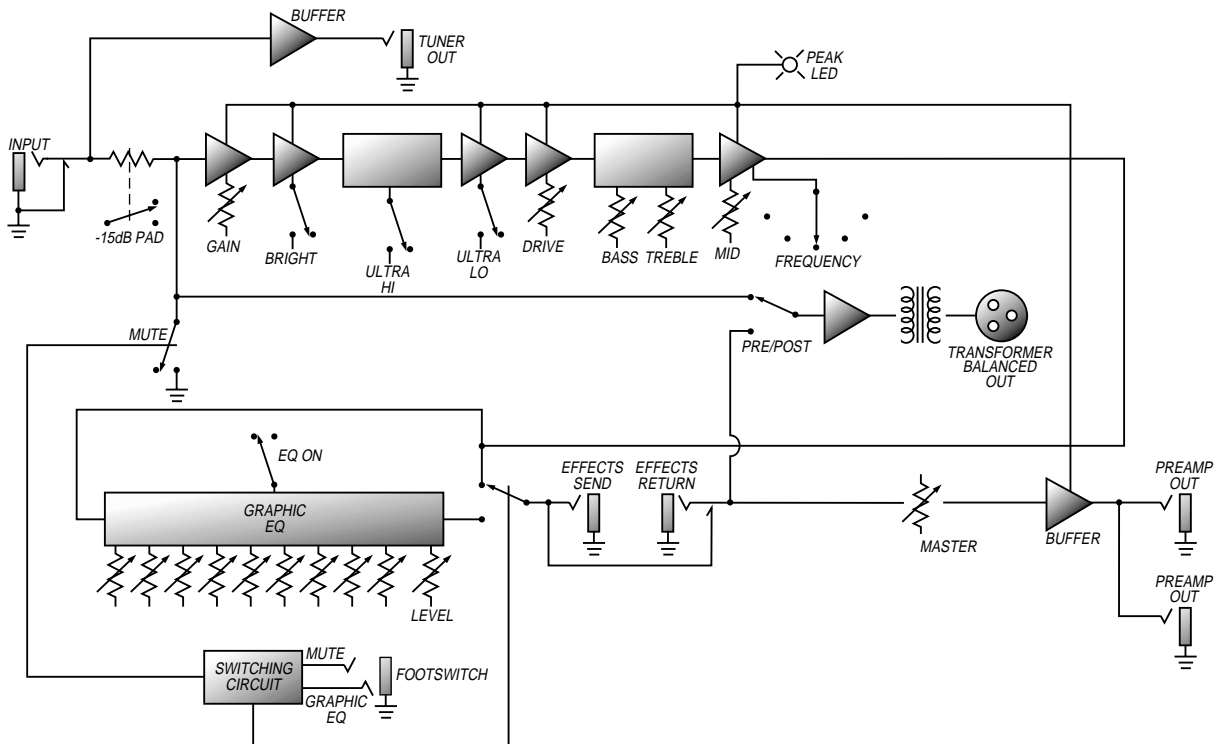 BUFFER
TUNER
OUT
PEAK
LED
INPUT
-15dB PAD
GAIN
BRIGHT
ULTRA
HI
ULTRA
LO
DRIVE
BASS
TREBLE
MID
FREQUENCY
MUTE
PRE/POST
TRANSFORMER
BALANCED
OUT
EQ ON
GRAPHIC
EQ
LEVEL
EFFECTS
SEND
EFFECTS
RETURN
MASTER
BUFFER
PREAMP
OUT
PREAMP
OUT
SWITCHING
CIRCUIT
MUTE
GRAPHIC
EQ
FOOTSWITCH